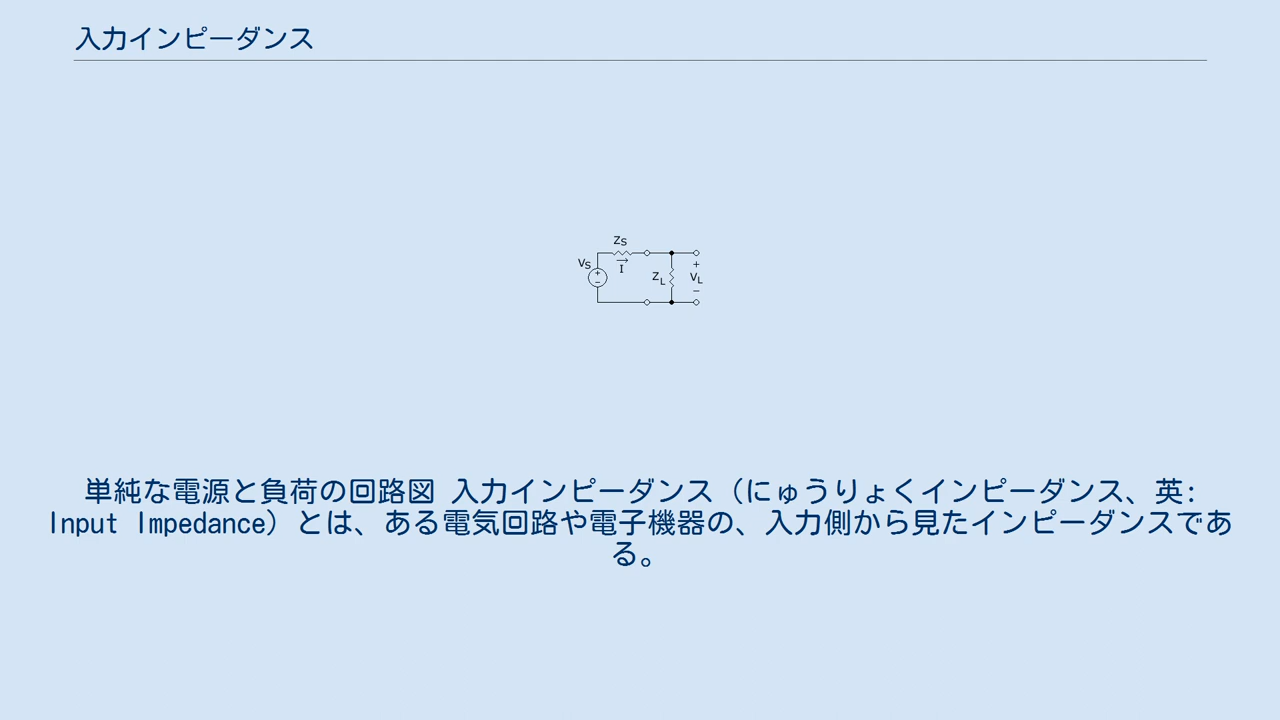 入力インピーダンス
ZS
VS
I
ZL
+
VL
−
+
−
単純な電源と負荷の回路図 入力インピーダンス（にゅうりょくインピーダンス、英:
Input Impedance）とは、ある電気回路や電子機器の、入力側から見たインピーダンスであ
る。